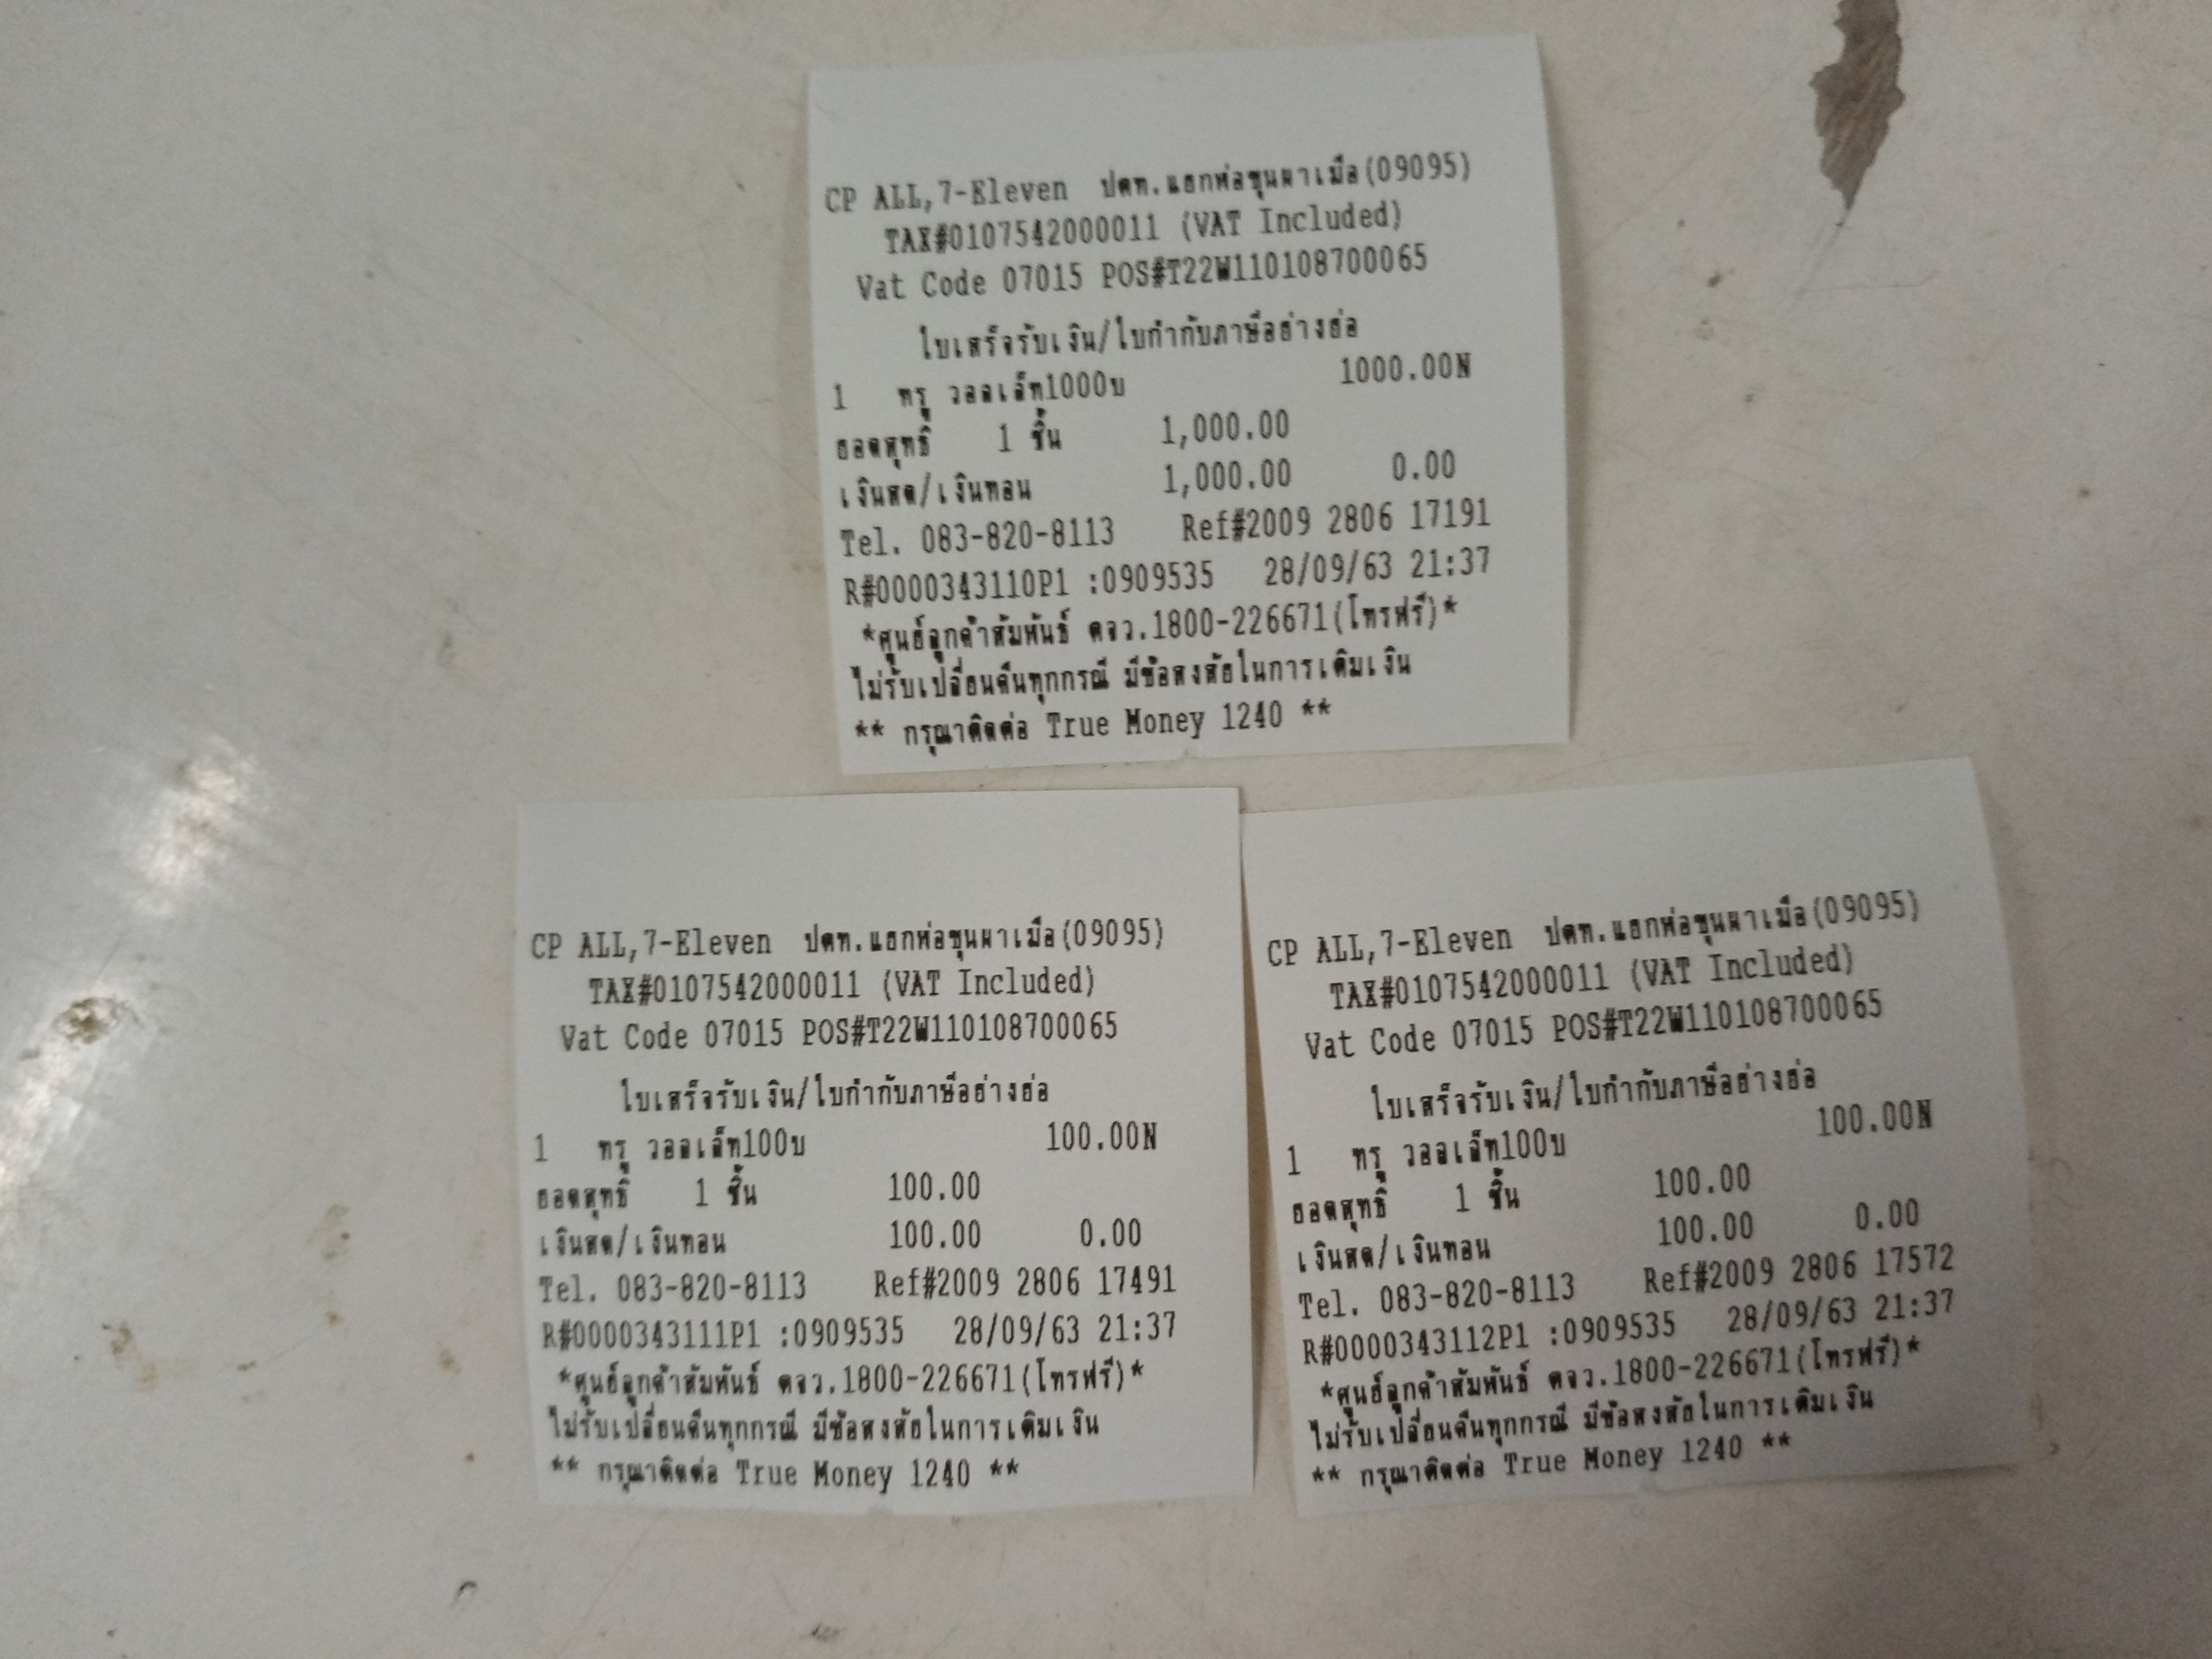 CP ALL,7-Eleven ปตท.แยกพ่อขุนผาเมือ(09095)
TAX#0107542000011 (VAT Included)
Vat Code 07015 POS#T22W110108700065
ใบเสร็จรับเงิน/ใบกำกับภาษีอย่างย่อ
1 ทรู วอลเล็ท1000บ 1000.00N
ยอดสุทธิ 1 ชิ้น 1,000.00
เงินสด/เงินทอน 1,000.00 0.00
Tel. 083-820-8113 Ref#2009 2806 17191
R#0000343110P1 :0909535 28/09/63 21:37
*ศูนย์ลูกค้าสัมพันธ์ ตจว.1800-226671(โทรฟรี)*
ไม่รับเปลี่ยนคืนทุกกรณี มีข้อสงสัยในการเติมเงิน
** กรุณาติดต่อ True Money 1240 **
CP ALL,7-Eleven ปตท.แยกพ่อขุนผาเมือ(09095)
TAX#0107542000011 (VAT Included)
Vat Code 07015 POS#T22W110108700065
ใบเสร็จรับเงิน/ใบกำกับภาษีอย่างย่อ
1 ทรู วอลเล็ท100บ 100.00N
ยอดสุทธิ 1 ชิ้น 100.00
เงินสด/เงินทอน 100.00 0.00
Tel. 083-820-8113 Ref#2009 2806 17491
R#0000343111P1 :0909535 28/09/63 21:37
*ศูนย์ลูกค้าสัมพันธ์ ตจว.1800-226671(โทรฟรี)*
ไม่รับเปลี่ยนคืนทุกกรณี มีข้อสงสัยในการเติมเงิน
** กรุณาติดต่อ True Money 1240 **
CP ALL,7-Eleven ปตท.แยกพ่อขุนผาเมือ(09095)
TAX#0107542000011 (VAT Included)
Vat Code 07015 POS#T22W110108700065
ใบเสร็จรับเงิน/ใบกำกับภาษีอย่างย่อ
1 ทรู วอลเล็ท100บ 100.00N
ยอดสุทธิ 1 ชิ้น 100.00
เงินสด/เงินทอน 100.00 0.00
Tel. 083-820-8113 Ref#2009 2806 17572
R#0000343112P1 :0909535 28/09/63 21:37
*ศูนย์ลูกค้าสัมพันธ์ ตจว.1800-226671(โทรฟรี)*
ไม่รับเปลี่ยนคืนทุกกรณี มีข้อสงสัยในการเติมเงิน
** กรุณาติดต่อ True Money 1240 **